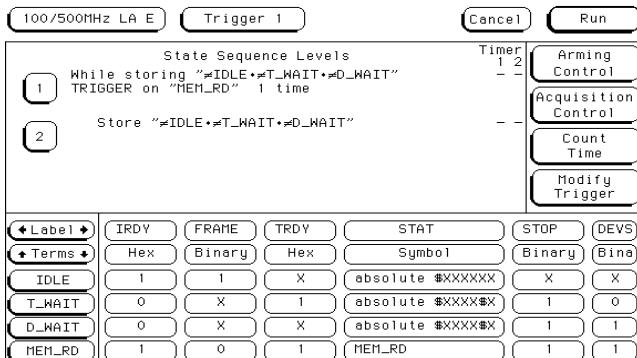 100/500MHz LA E Trigger 1 Cancel Run
State Sequence Levels Timer
1 2
Arming
Control
1 While storing "≠IDLE•≠T_WAIT•≠D_WAIT" - -
TRIGGER on "MEM_RD" 1 time
Acquisition
Control
2 Store "≠IDLE•≠T_WAIT•≠D_WAIT" - -
Count
Time
Modify
Trigger
Label IRDY FRAME TRDY STAT STOP DEVS
Terms Hex Binary Hex Symbol Binary Bina
IDLE 1 1 X absolute #XXXXXX X X
T_WAIT 0 X 1 absolute #XXXX$X 1 0
D_WAIT 0 X X absolute #XXXX$X 1 1
MEM_RD 1 0 1 MEM_RD 1 1